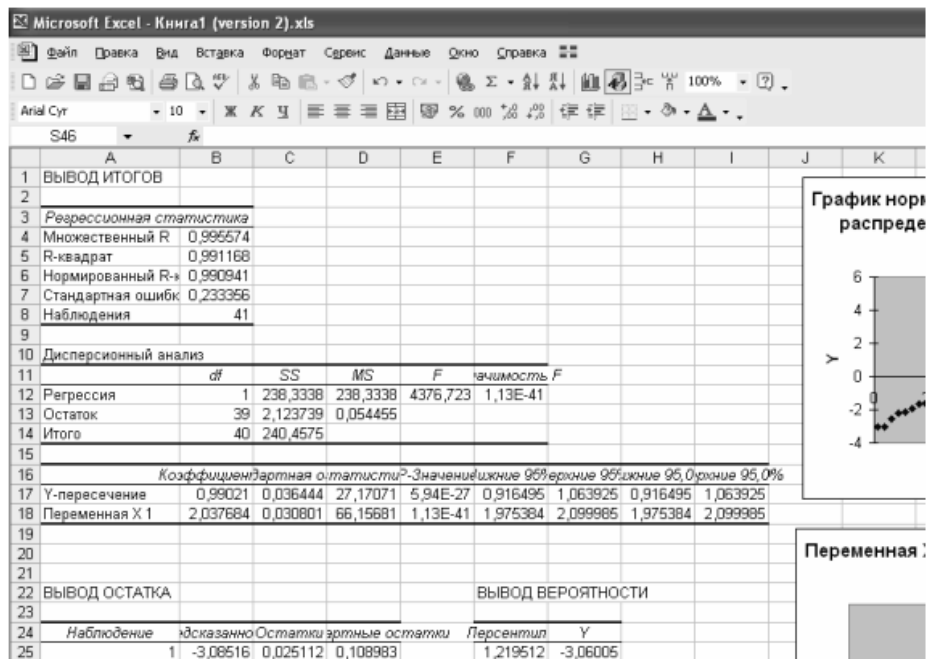 Microsoft Excel - Книга1 (version 2).xls
Файл Правка Вид Вставка Формат Сервис Данные Окно Справка
100%
Arial Cyr 10 Ж К Ч % 000
S46 fx
A B C D E F G H I J K
1 ВЫВОД ИТОГОВ
2
3 Регрессионная статистика
4 Множественный R 0,995574
5 R-квадрат 0,991168
6 Нормированный R-к 0,990941
7 Стандартная ошибк 0,233356
8 Наблюдения 41
9
10 Дисперсионный анализ
11 df SS MS F ачимость F
12 Регрессия 1 238,3338 238,3338 4376,723 1,13E-41
13 Остаток 39 2,123739 0,054455
14 Итого 40 240,4575
15
16 Коэффициент дартная о татисти Р-Значение ижние 95% ерхние 95% ижние 95,0 рхние 95,0%
17 Y-пересечение 0,99021 0,036444 27,17071 5,94E-27 0,916495 1,063925 0,916495 1,063925
18 Переменная X 1 2,037684 0,030801 66,15681 1,13E-41 1,975384 2,099985 1,975384 2,099985
19
20
21
22 ВЫВОД ОСТАТКА ВЫВОД ВЕРОЯТНОСТИ
23
24 Наблюдение дсказанно Остатки артные остатки Персентил Y
25 1 -3,08516 0,025112 0,108983 1,219512 -3,06005
График норм
распреде
6
4
2
0
-2
-4
Y
0
Переменная X